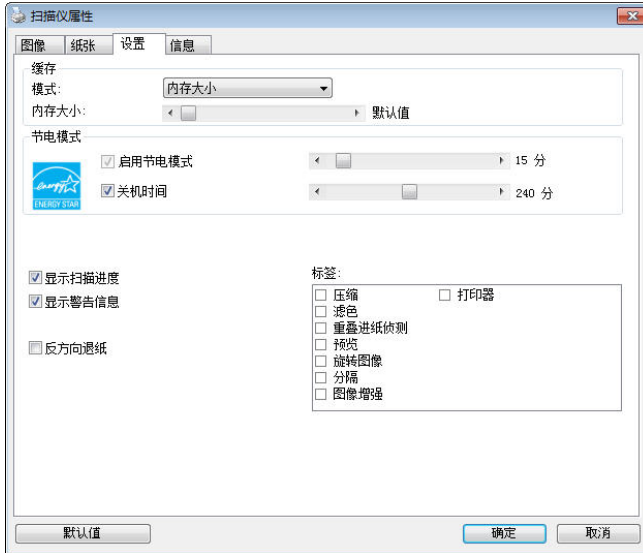 扫描仪属性
图像 纸张 设置 信息
缓存
模式: 内存大小
内存大小: 默认值
节电模式
启用节电模式 15 分
关机时间 240 分
energy
ENERGY STAR
显示扫描进度
显示警告信息
反方向退纸
标签:
压缩 打印器
滤色
重叠进纸侦测
预览
旋转图像
分隔
图像增强
默认值 确定 取消